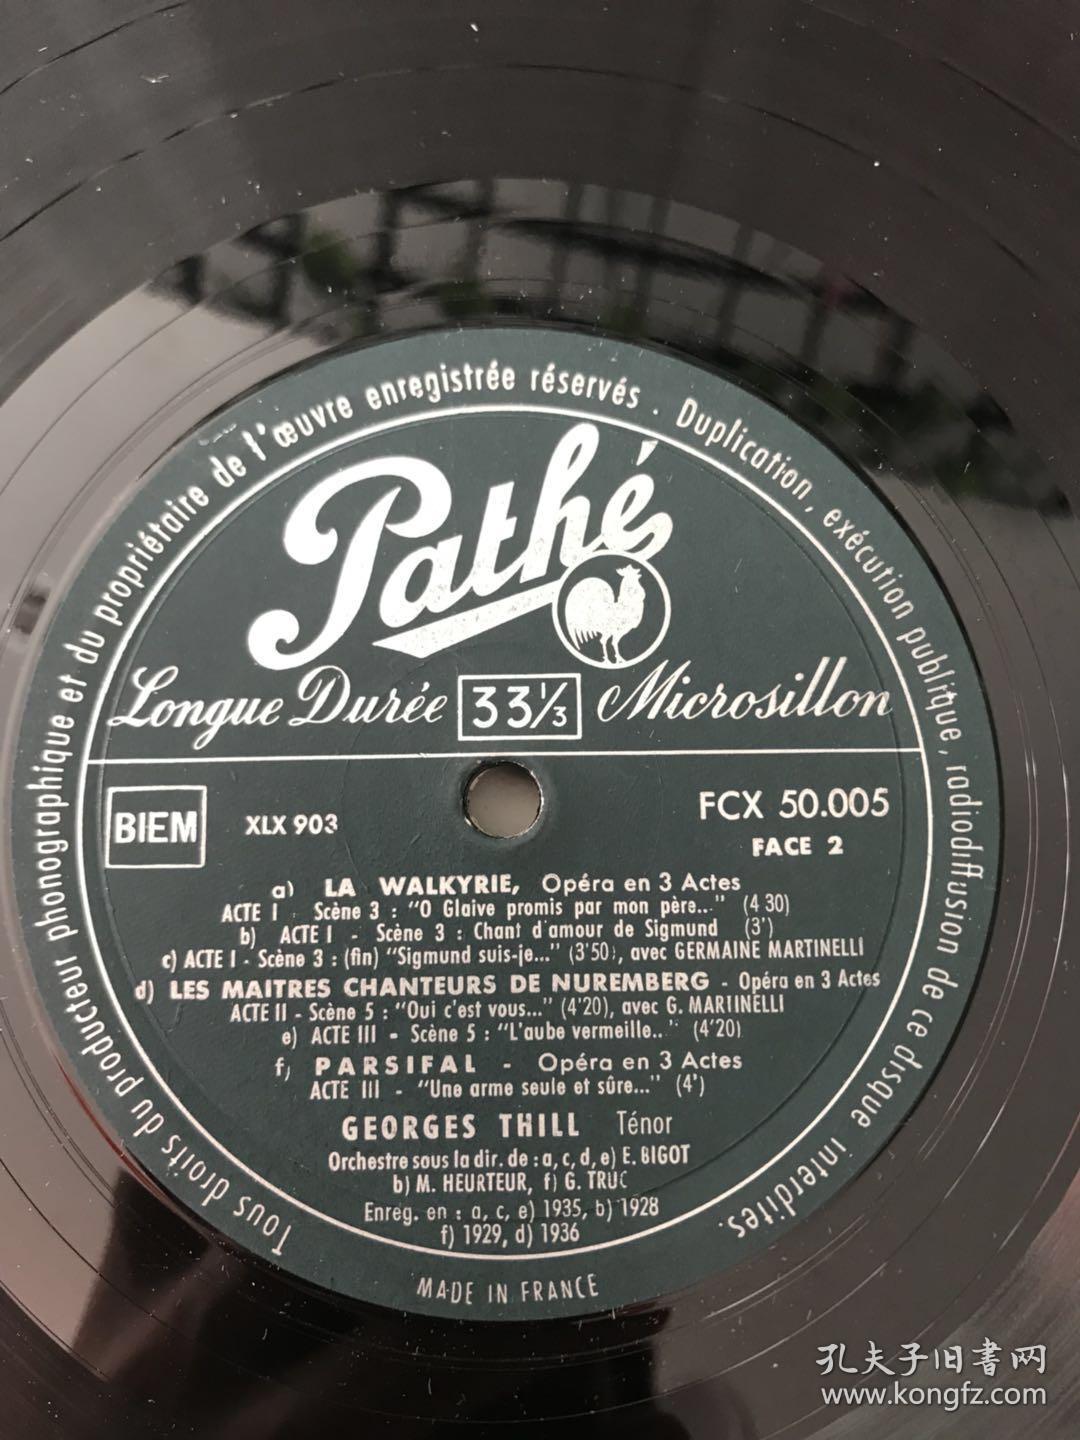 Tous droits du producteur phonographique et du propriétaire de l'œuvre enregistrée réservés. Duplication, exécution publique, radiodiffusion de ce disque interdites.
Pathé
Longue Durée 33 1/3 Microsillon
BIEM XLX 903 FCX 50.005
FACE 2
a) LA WALKYRIE, Opéra en 3 Actes
ACTE I - Scène 3 : "O Glaive promis par mon père..." (4 30)
b) ACTE I - Scène 3 : Chant d'amour de Sigmund (3')
c) ACTE I - Scène 3 : (fin) "Sigmund suis-je..." (3'50), avec GERMAINE MARTINELLI
d) LES MAITRES CHANTEURS DE NUREMBERG - Opéra en 3 Actes
ACTE II - Scène 5 : "Oui c'est vous..." (4'20), avec G. MARTINELLI
e) ACTE III - Scène 5 : "L'aube vermeille.." (4'20)
f) PARSIFAL - Opéra en 3 Actes
ACTE III - "Une arme seule et sûre..." (4')
GEORGES THILL Ténor
Orchestre sous la dir. de : a, c, d, e) E. BIGOT
b) M. HEURTEUR, f) G. TRUC
Enreg. en : a, c, e) 1935, b) 1928
f) 1929, d) 1936
MADE IN FRANCE
孔夫子旧書网
www.kongfz.com